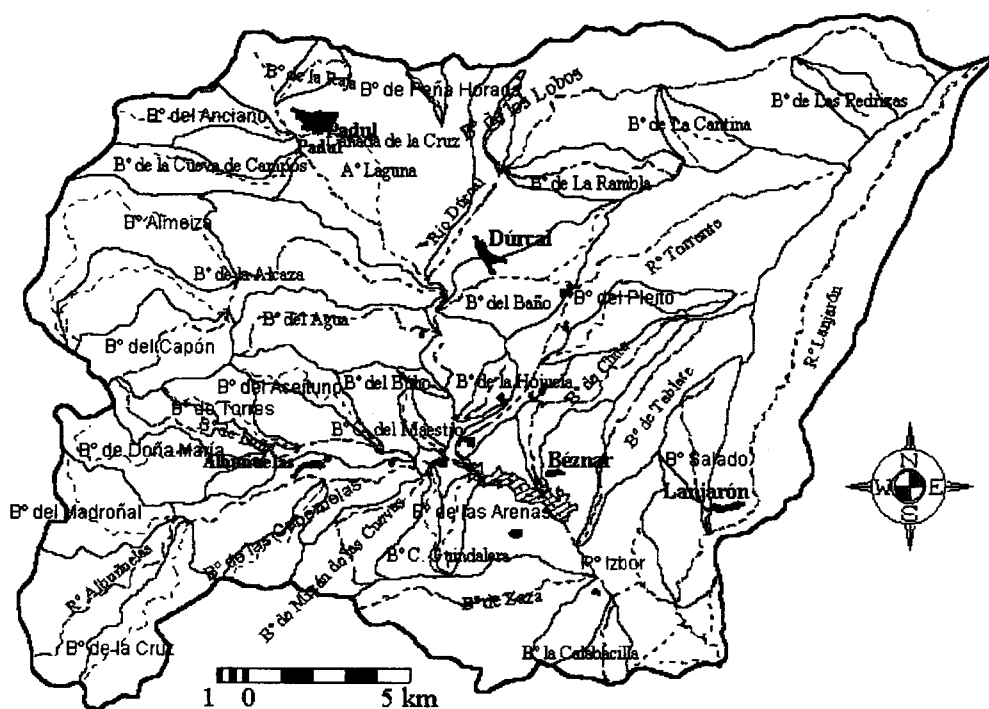 Bº de la Raja
Bº de Peña Horada
Bº de los Lobos
Bº de Las Pedrizas
Bº del Anciano
Padul
Cañada de la Cruz
Padul
Bº de La Cantina
Bº de la Cueva de Campos
Aº Laguna
Bº de La Rambla
Bº Almeiza
Río Dúrcal
Dúrcal
Rº Torrente
Bº de la Alcaza
Bº del Baño
Bº del Pleito
Rº Lanjarón
Bº del Agua
Bº del Capón
Bº del Aceituno
Bº del Búho
Bº de la Hojuela
Bº de Torres
Bº C. del Maestro
Bº de Tablate
Bº de Doña María
Albuñuelas
Béznar
Bº Salado
Lanjarón
Bº del Madroñal
Bº de las Arenas
Rº Albuñuelas
Bº C. Guindalera
Rº Izbor
Bº de Zaza
Bº de la Cruz
Bº la Calabacilla
N
W E
S
1 0 5 km